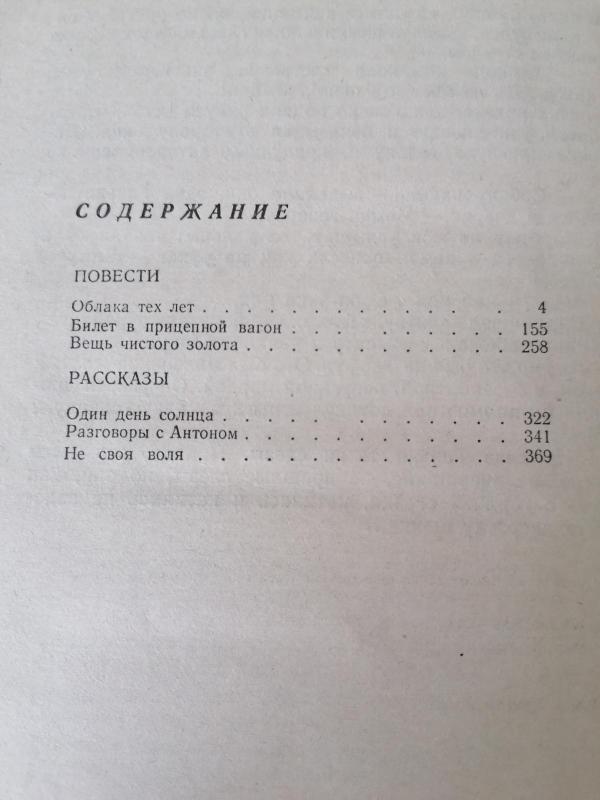 СОДЕРЖАНИЕ
ПОВЕСТИ
Облака тех лет . . . . . . . . . . . . . . 4
Билет в прицепной вагон . . . . . . . . . . . 155
Вещь чистого золота . . . . . . . . . . . . 258
РАССКАЗЫ
Один день солнца . . . . . . . . . . . . . 322
Разговоры с Антоном . . . . . . . . . . . . 341
Не своя воля . . . . . . . . . . . . . . 369